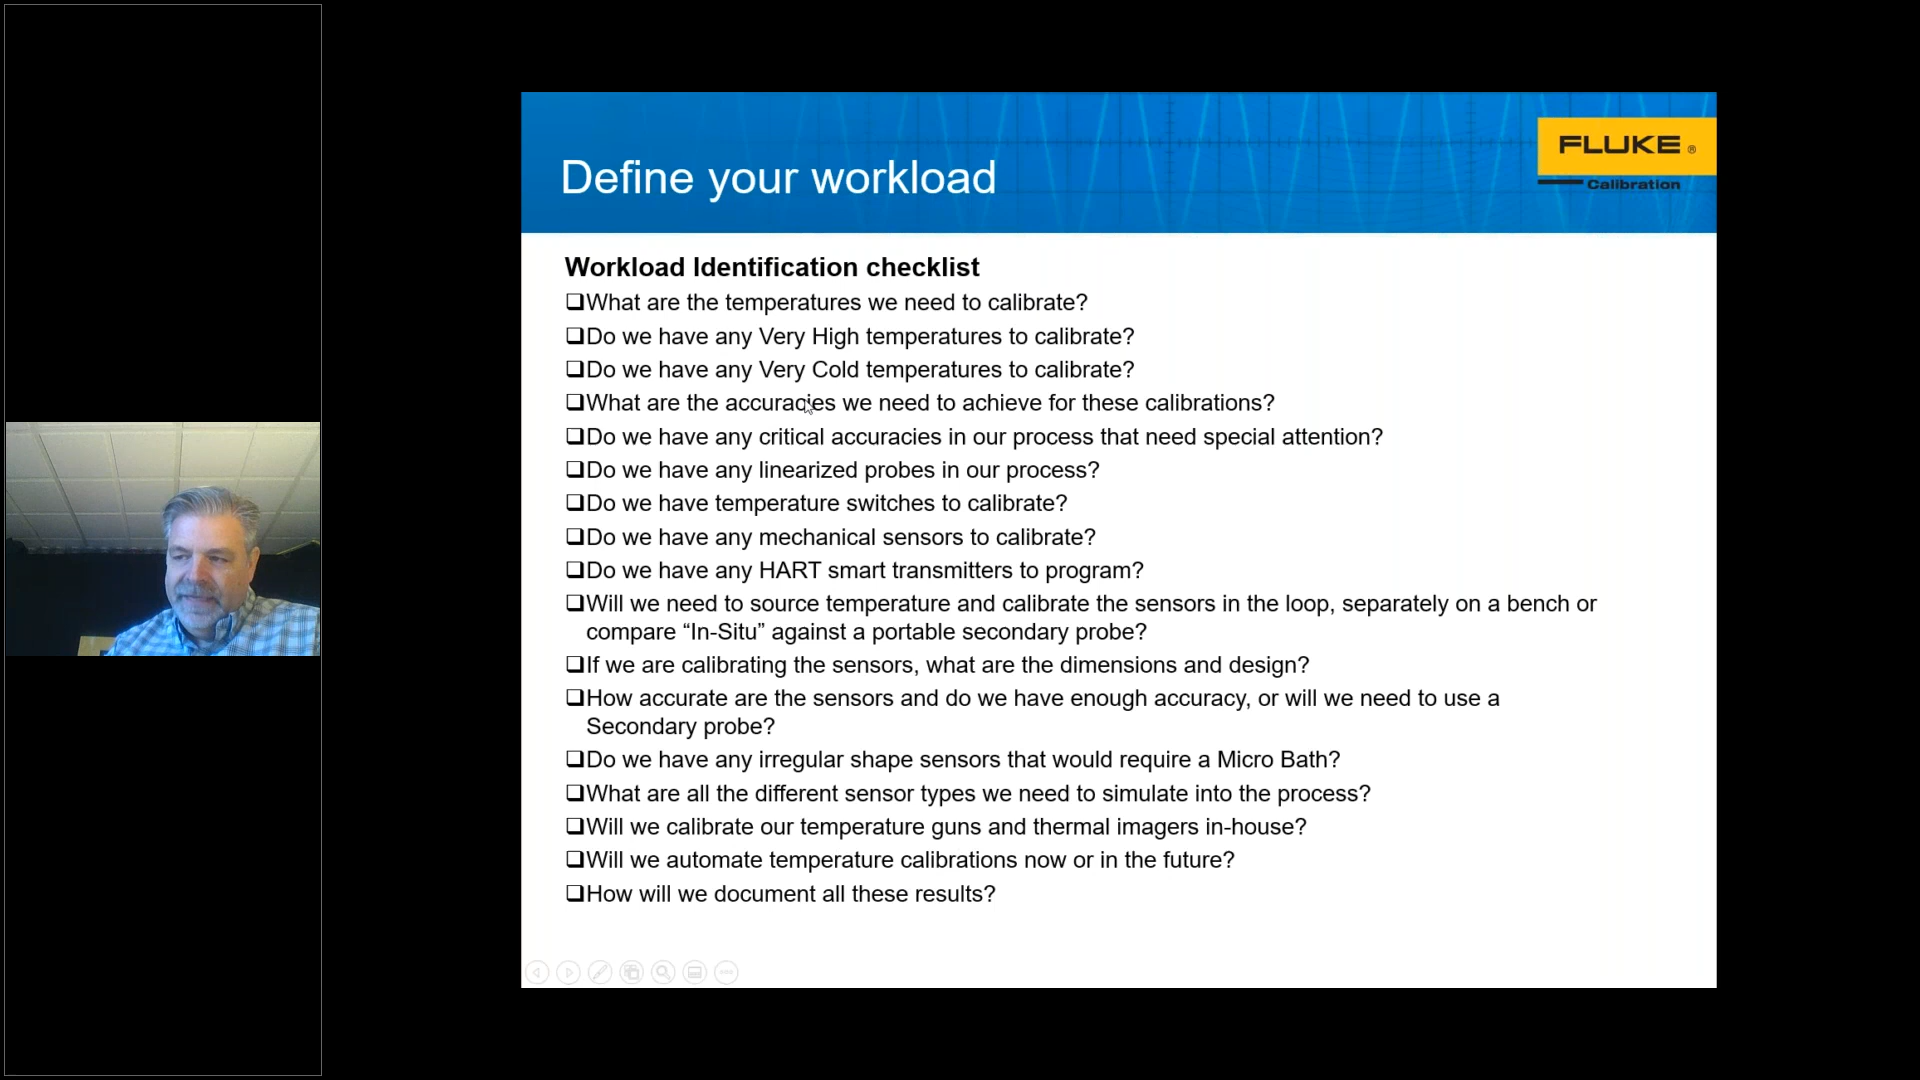 Define your workload
FLUKE ®
Calibration
Workload Identification checklist
❑What are the temperatures we need to calibrate?
❑Do we have any Very High temperatures to calibrate?
❑Do we have any Very Cold temperatures to calibrate?
❑What are the accuracies we need to achieve for these calibrations?
❑Do we have any critical accuracies in our process that need special attention?
❑Do we have any linearized probes in our process?
❑Do we have temperature switches to calibrate?
❑Do we have any mechanical sensors to calibrate?
❑Do we have any HART smart transmitters to program?
❑Will we need to source temperature and calibrate the sensors in the loop, separately on a bench or
compare “In-Situ” against a portable secondary probe?
❑If we are calibrating the sensors, what are the dimensions and design?
❑How accurate are the sensors and do we have enough accuracy, or will we need to use a
Secondary probe?
❑Do we have any irregular shape sensors that would require a Micro Bath?
❑What are all the different sensor types we need to simulate into the process?
❑Will we calibrate our temperature guns and thermal imagers in-house?
❑Will we automate temperature calibrations now or in the future?
❑How will we document all these results?